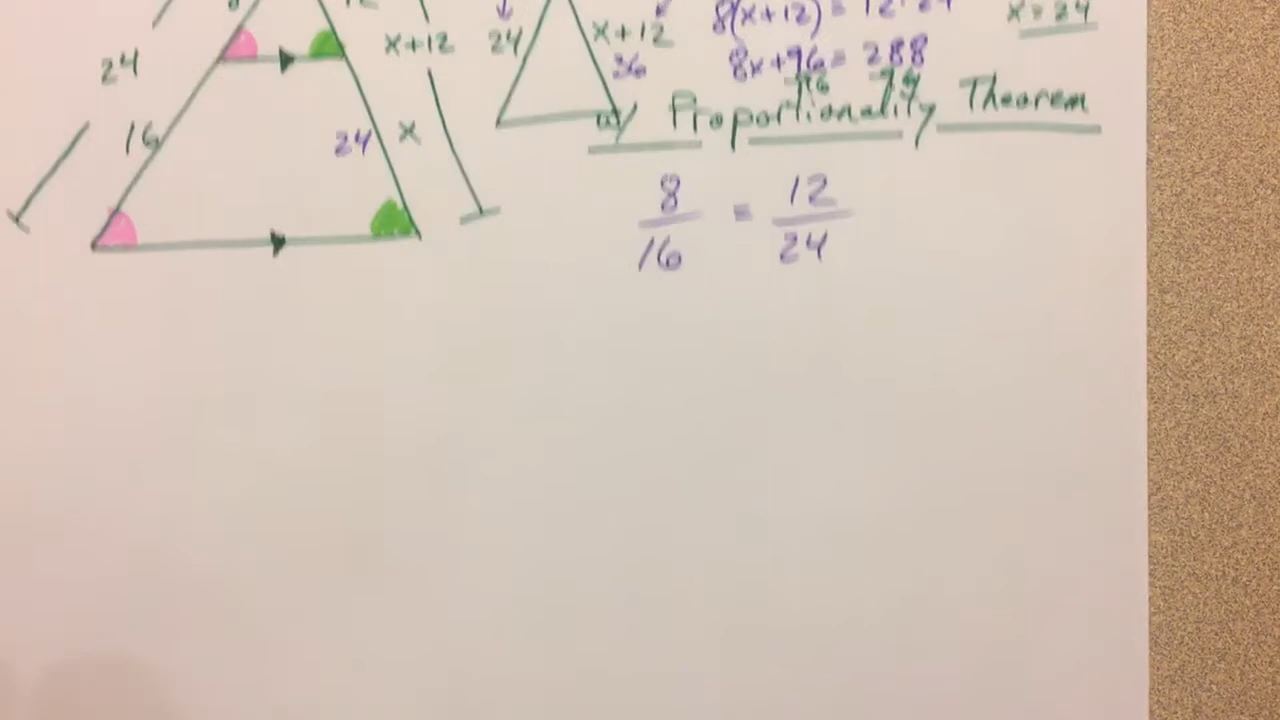 24
16
24
x
x+12
24
x+12
36
8(x+12) = 12·24
8x+96 = 288
x = 24
w/ Proportionality Theorem
8/16 = 12/24